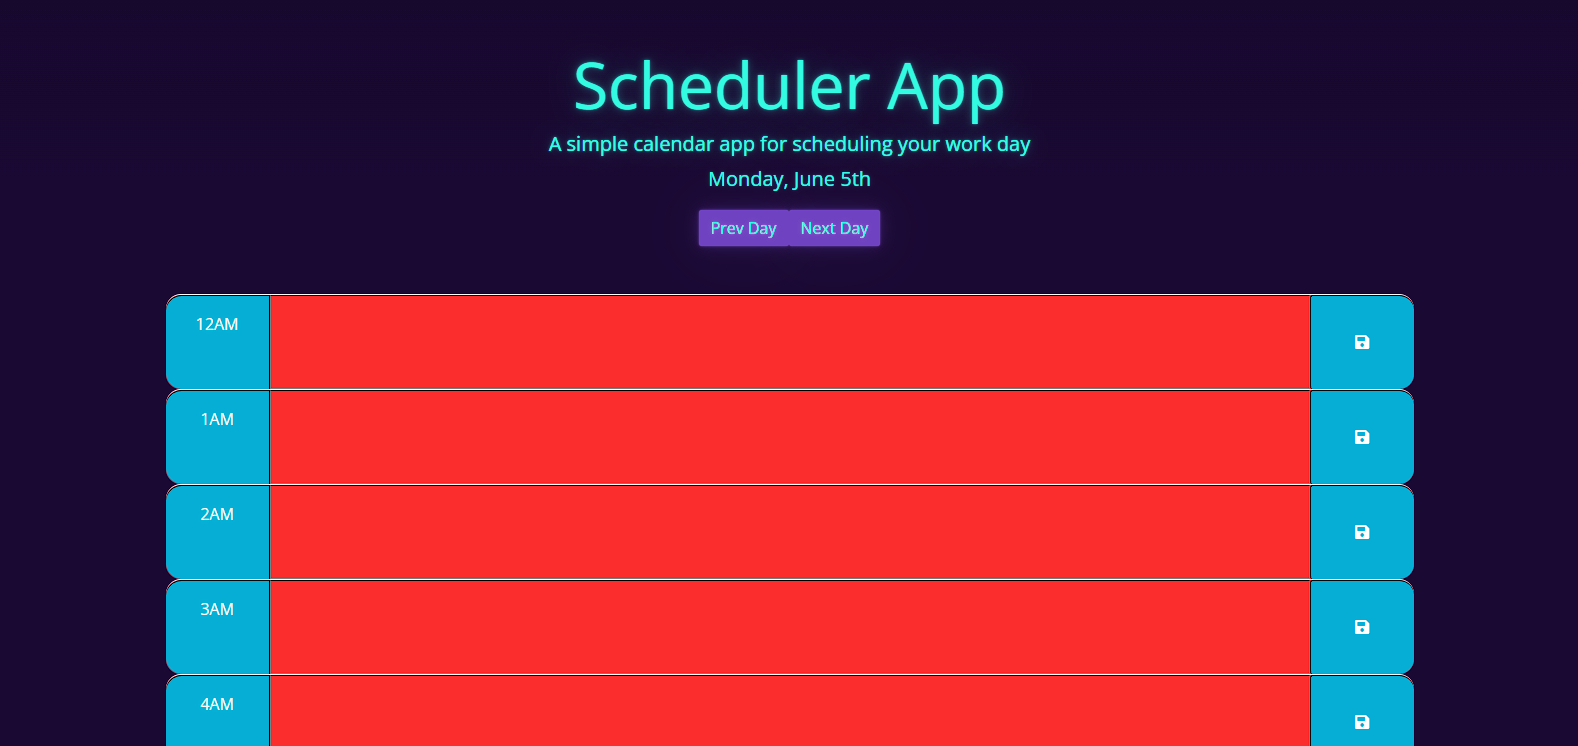 Scheduler App
A simple calendar app for scheduling your work day
Monday, June 5th
Prev Day Next Day
12AM
1AM
2AM
3AM
4AM